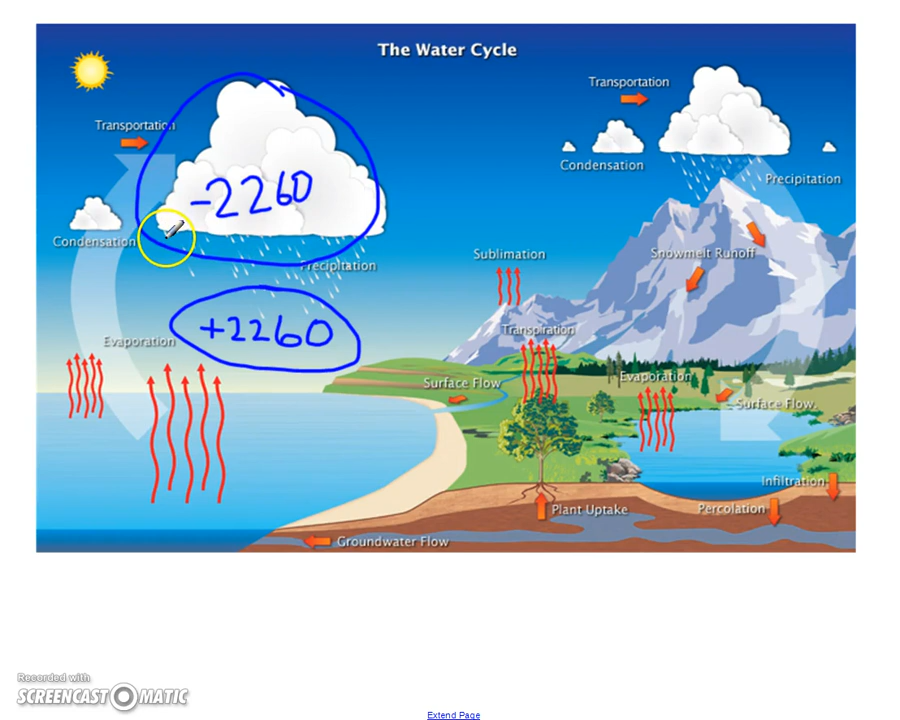 The Water Cycle
Transportation
Transportation
Condensation
Precipitation
-2260
Condensation
Precipitation
Sublimation
Snowmelt Runoff
+2260
Evaporation
Transpiration
Surface Flow
Evaporation
Surface Flow
Infiltration
Plant Uptake
Percolation
Groundwater Flow
Recorded with
SCREENCAST-O-MATIC
Extend Page